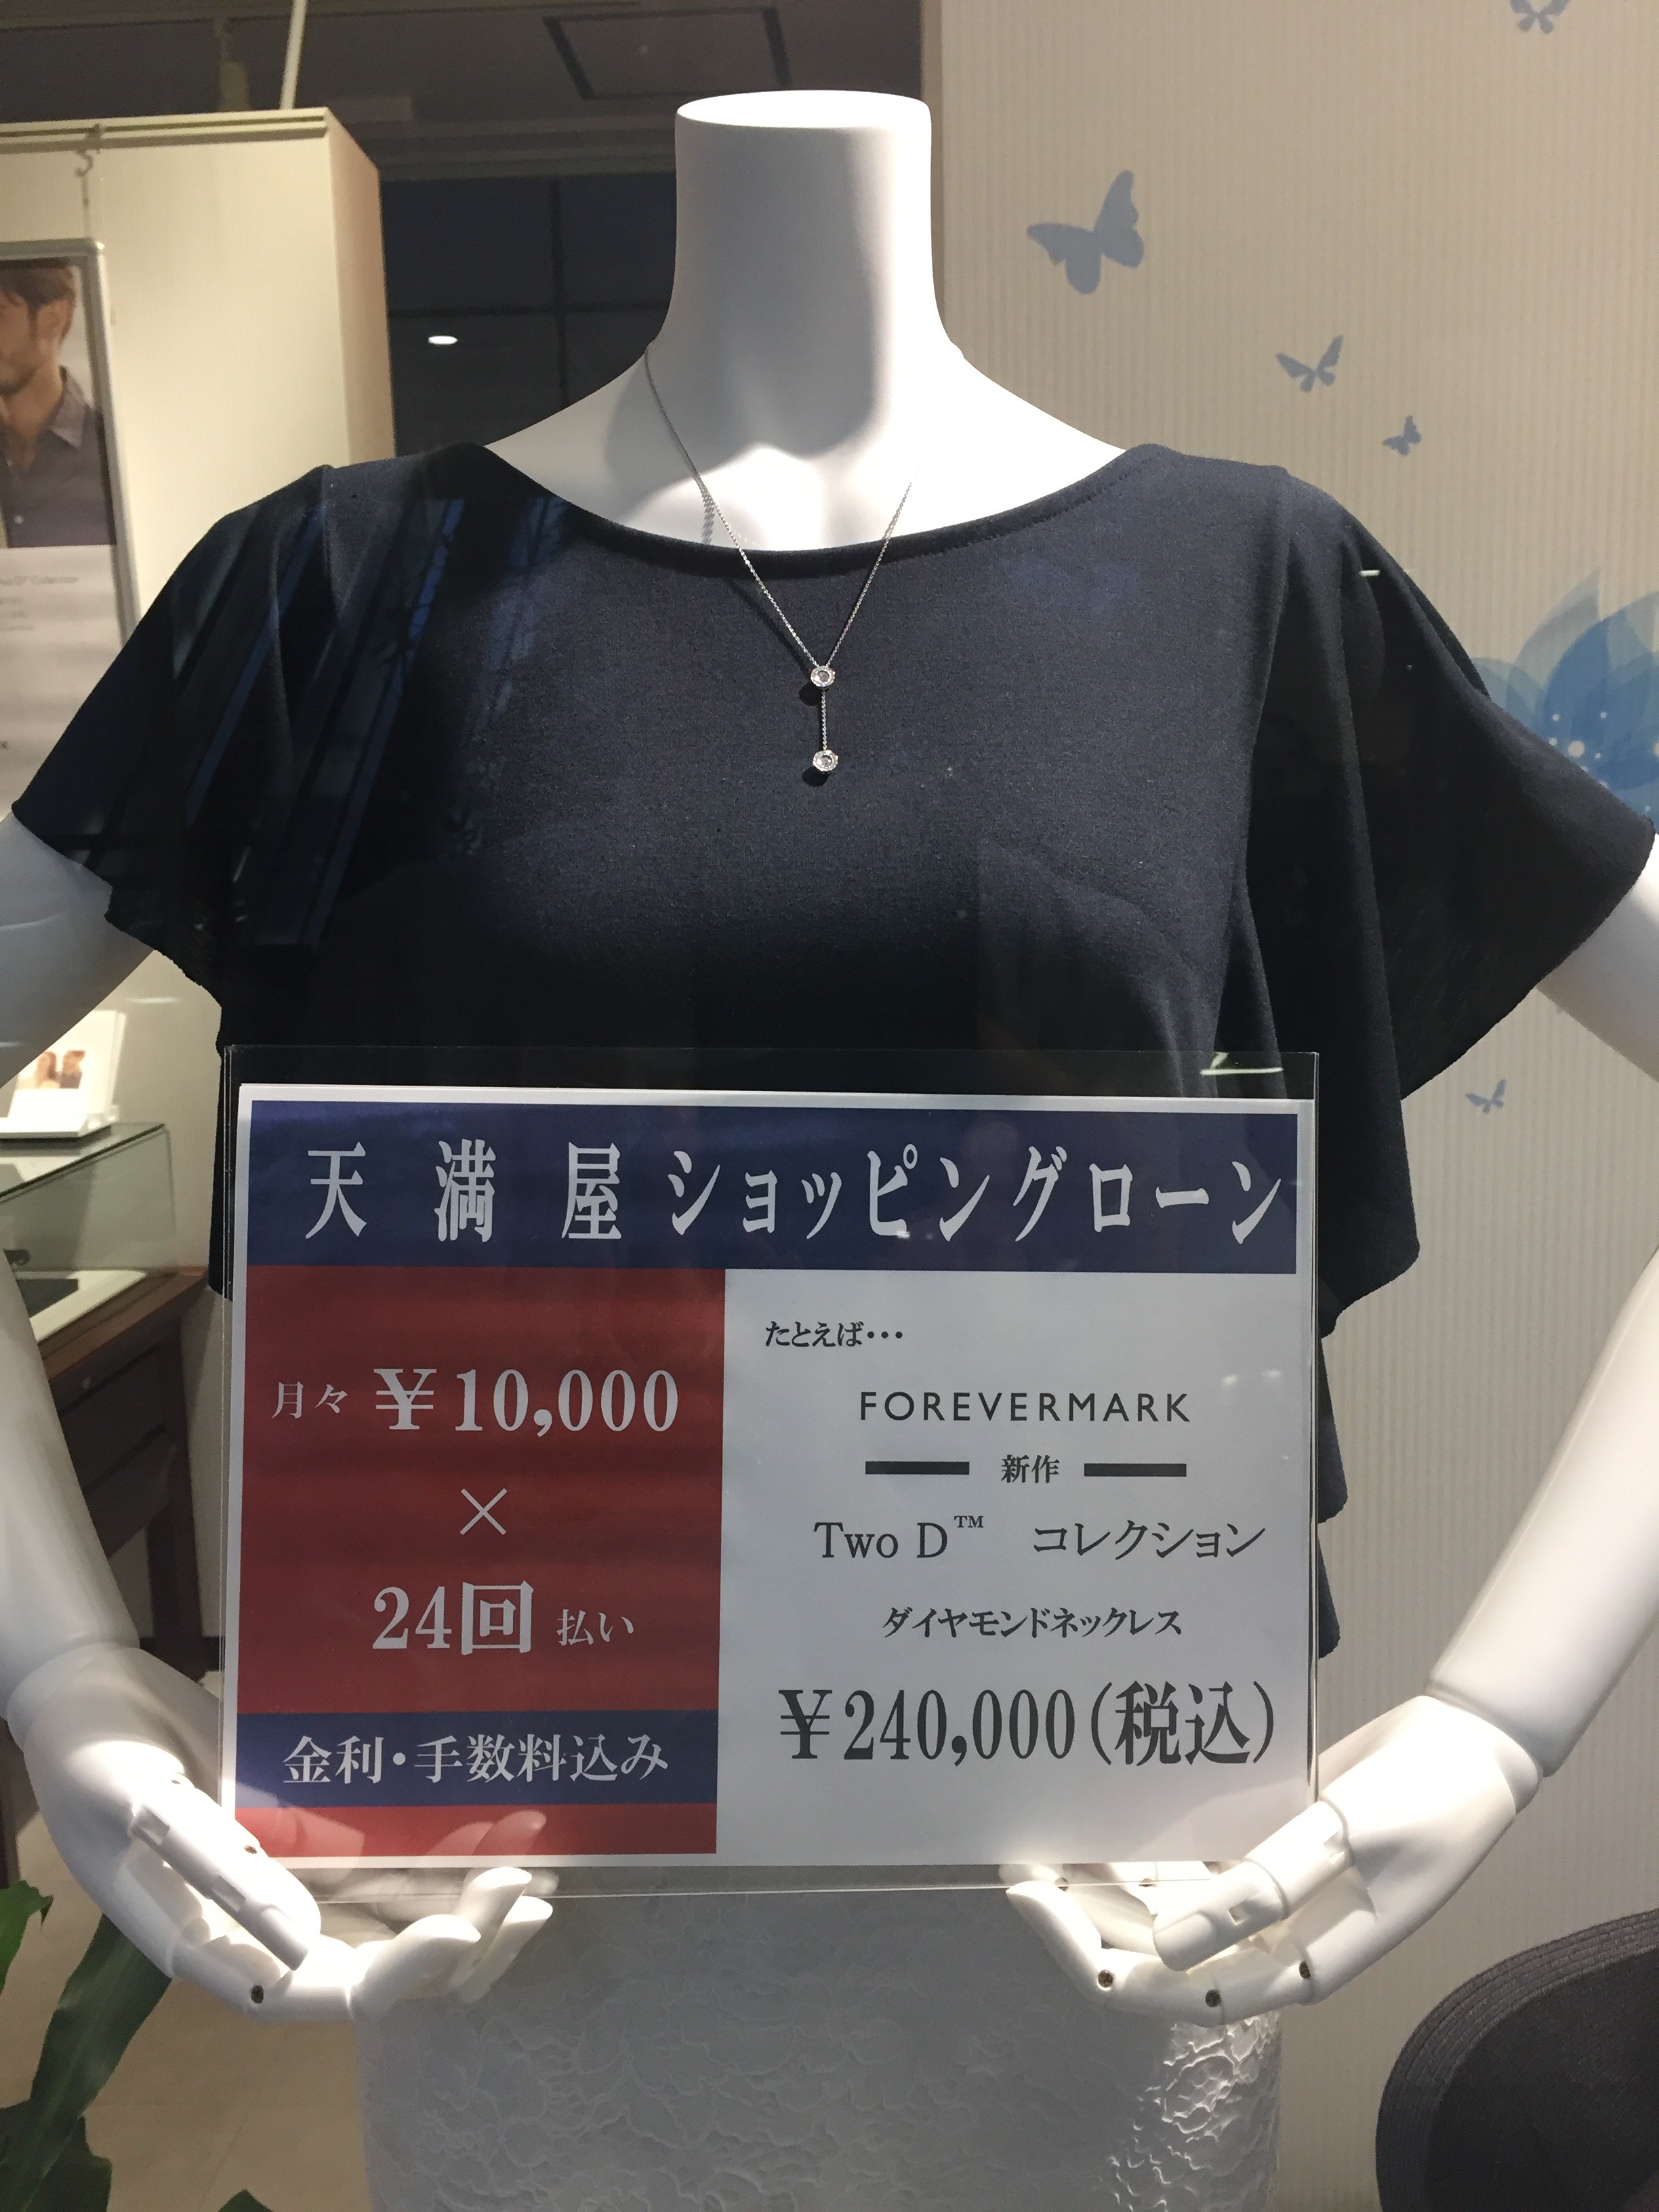 天満屋ショッピングローン
月々 ¥10,000
×
24回 払い
金利・手数料込み
たとえば・・・
FOREVERMARK
新作
Two D™ コレクション
ダイヤモンドネックレス
¥240,000(税込)